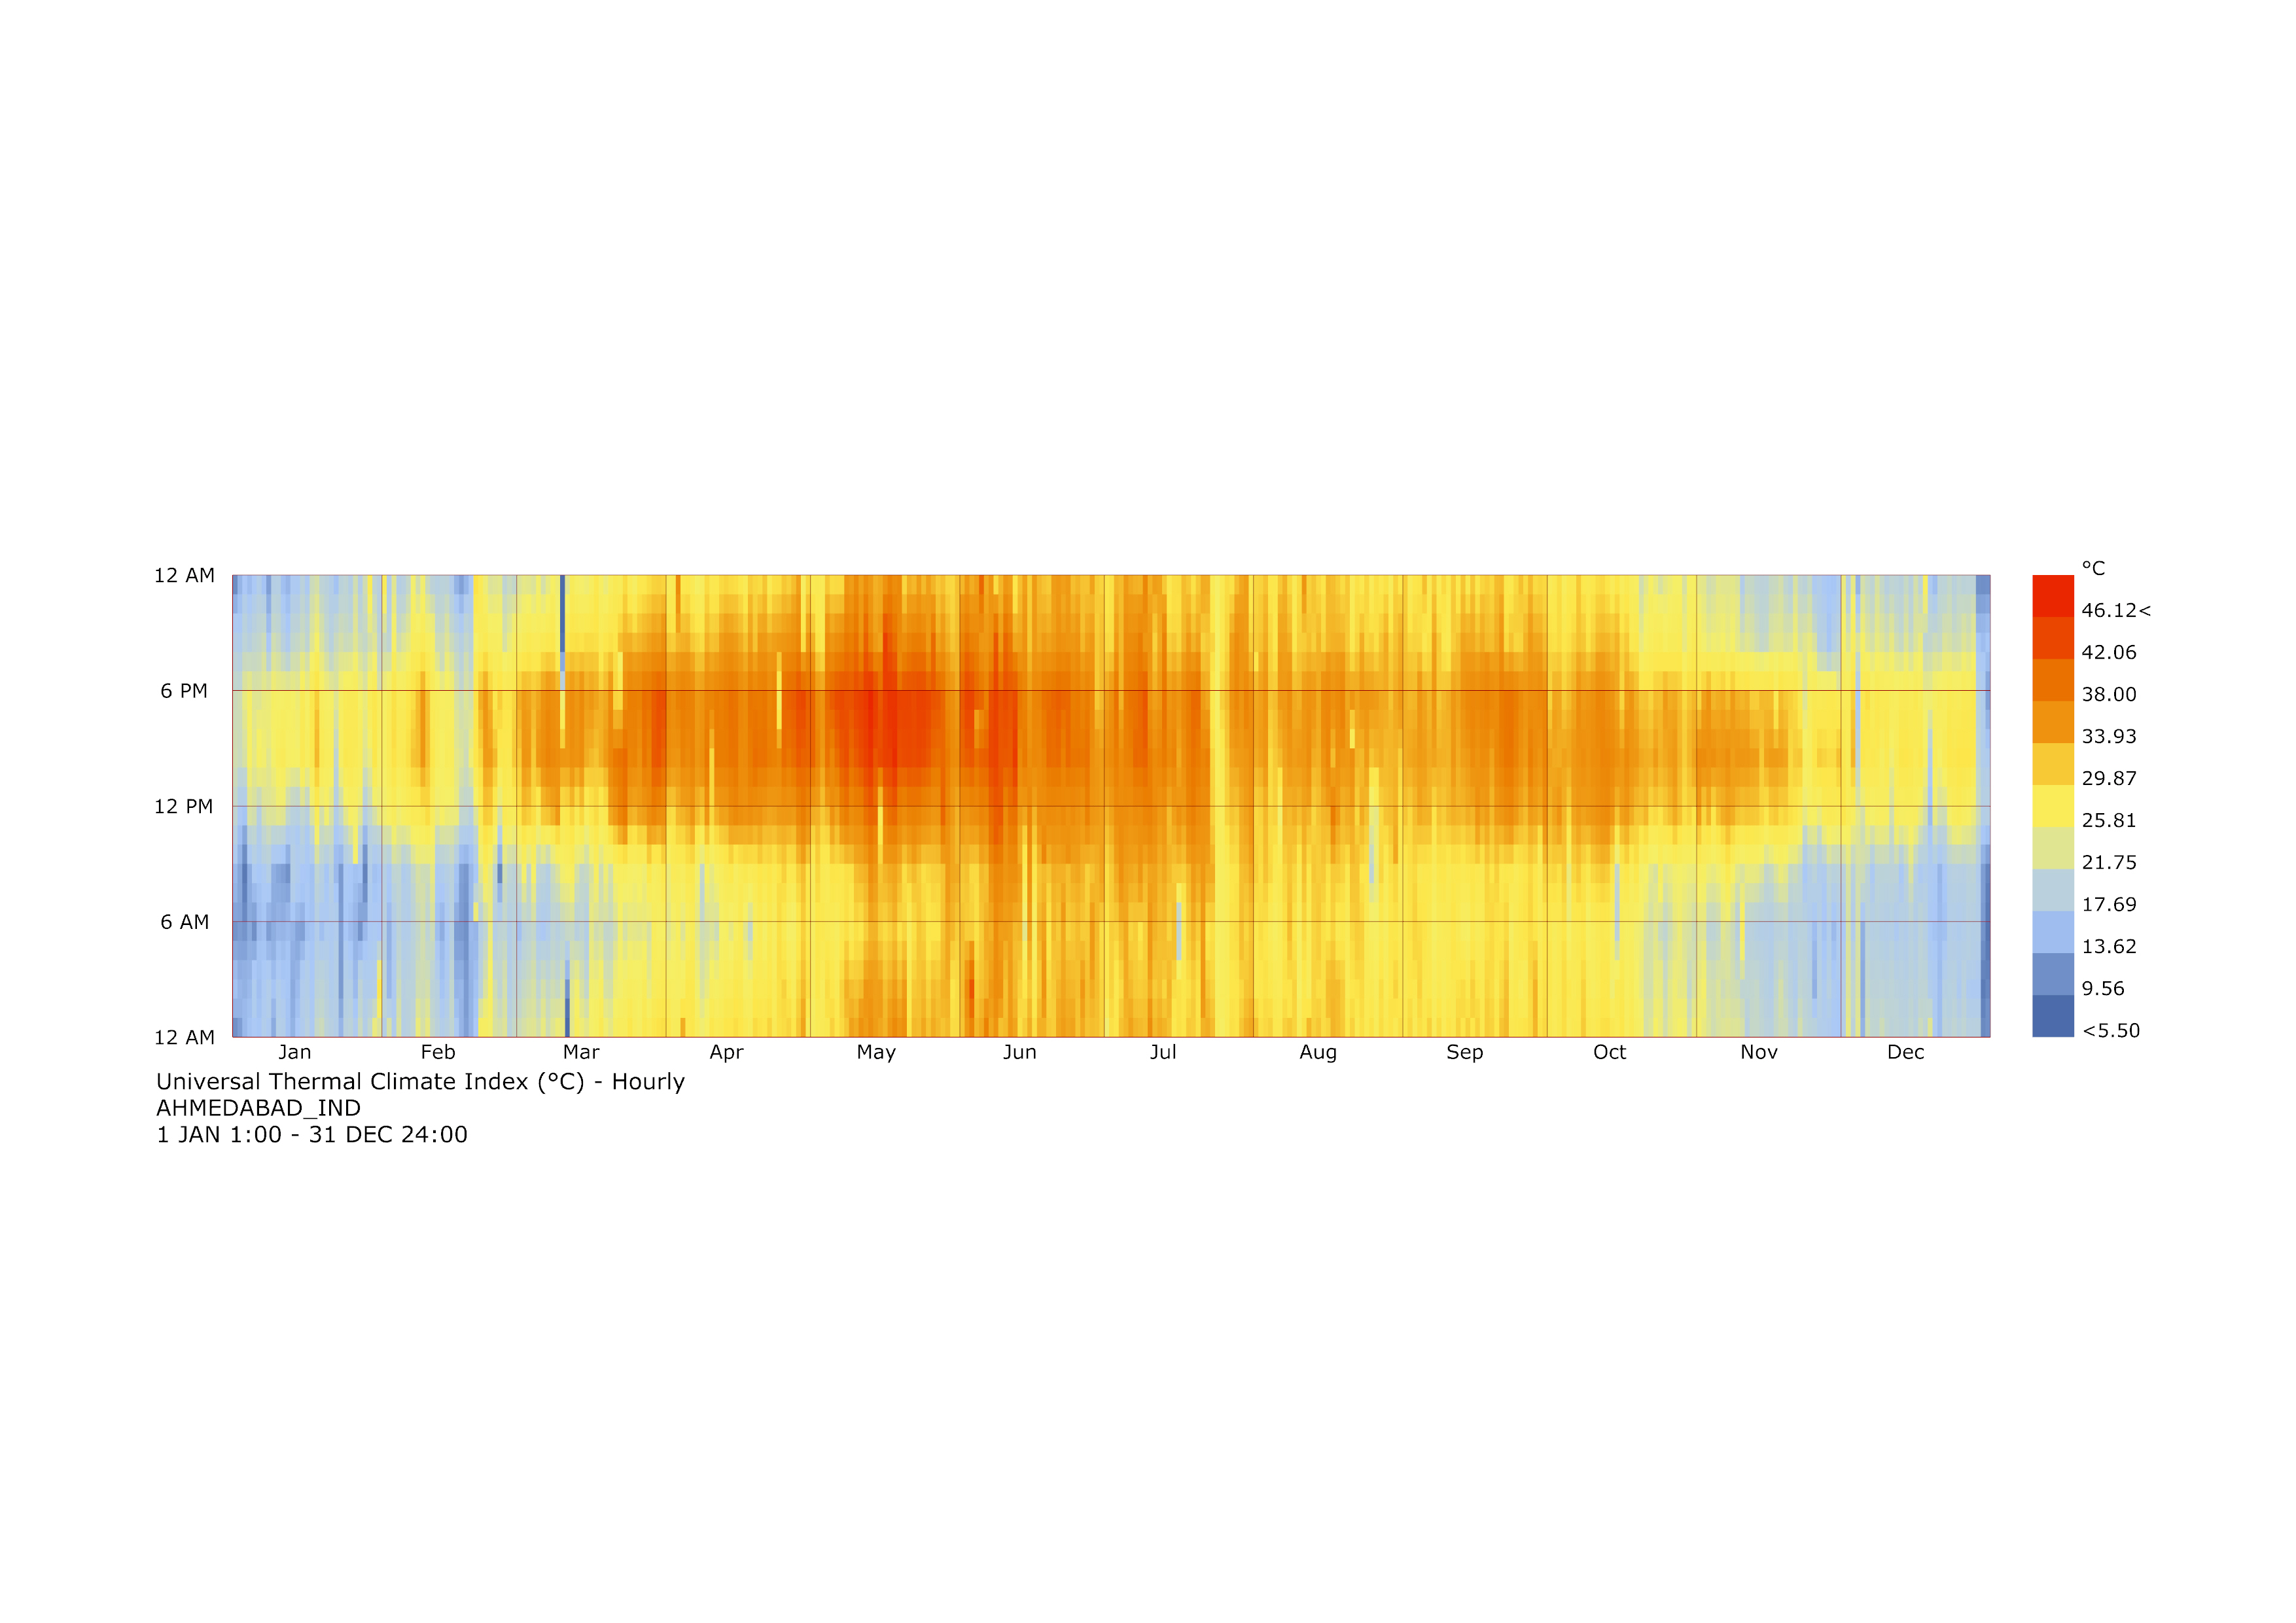 °C
12 AM
6 PM
12 PM
6 AM
12 AM
46.12<
42.06
38.00
33.93
29.87
25.81
21.75
17.69
13.62
9.56
<5.50
Jan Feb Mar Apr May Jun Jul Aug Sep Oct Nov Dec
Universal Thermal Climate Index (°C) - Hourly
AHMEDABAD_IND
1 JAN 1:00 - 31 DEC 24:00